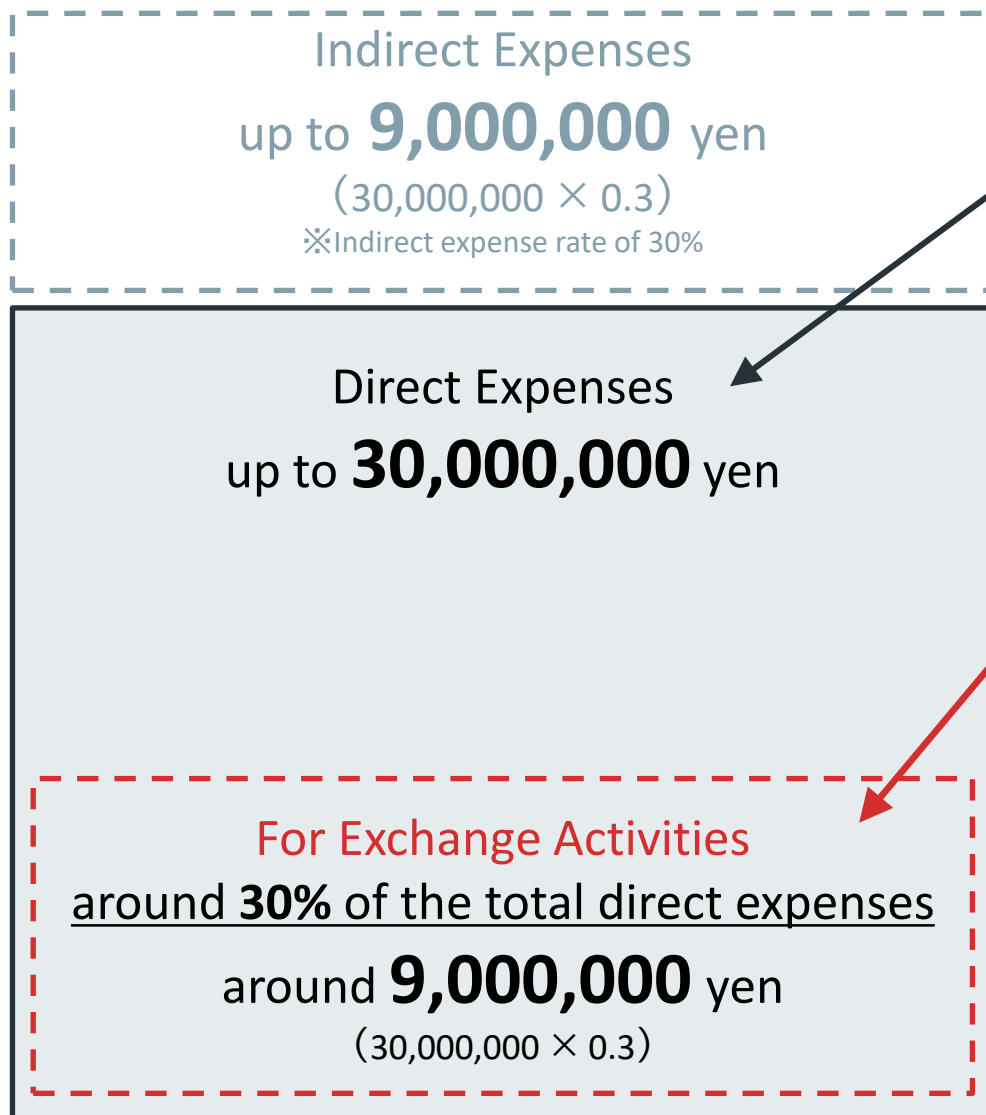 Indirect Expenses
up to 9,000,000 yen
（30,000,000 × 0.3）
※Indirect expense rate of 30%
Direct Expenses
up to 30,000,000 yen
For Exchange Activities
around 30% of the total direct expenses
around 9,000,000 yen
（30,000,000 × 0.3）